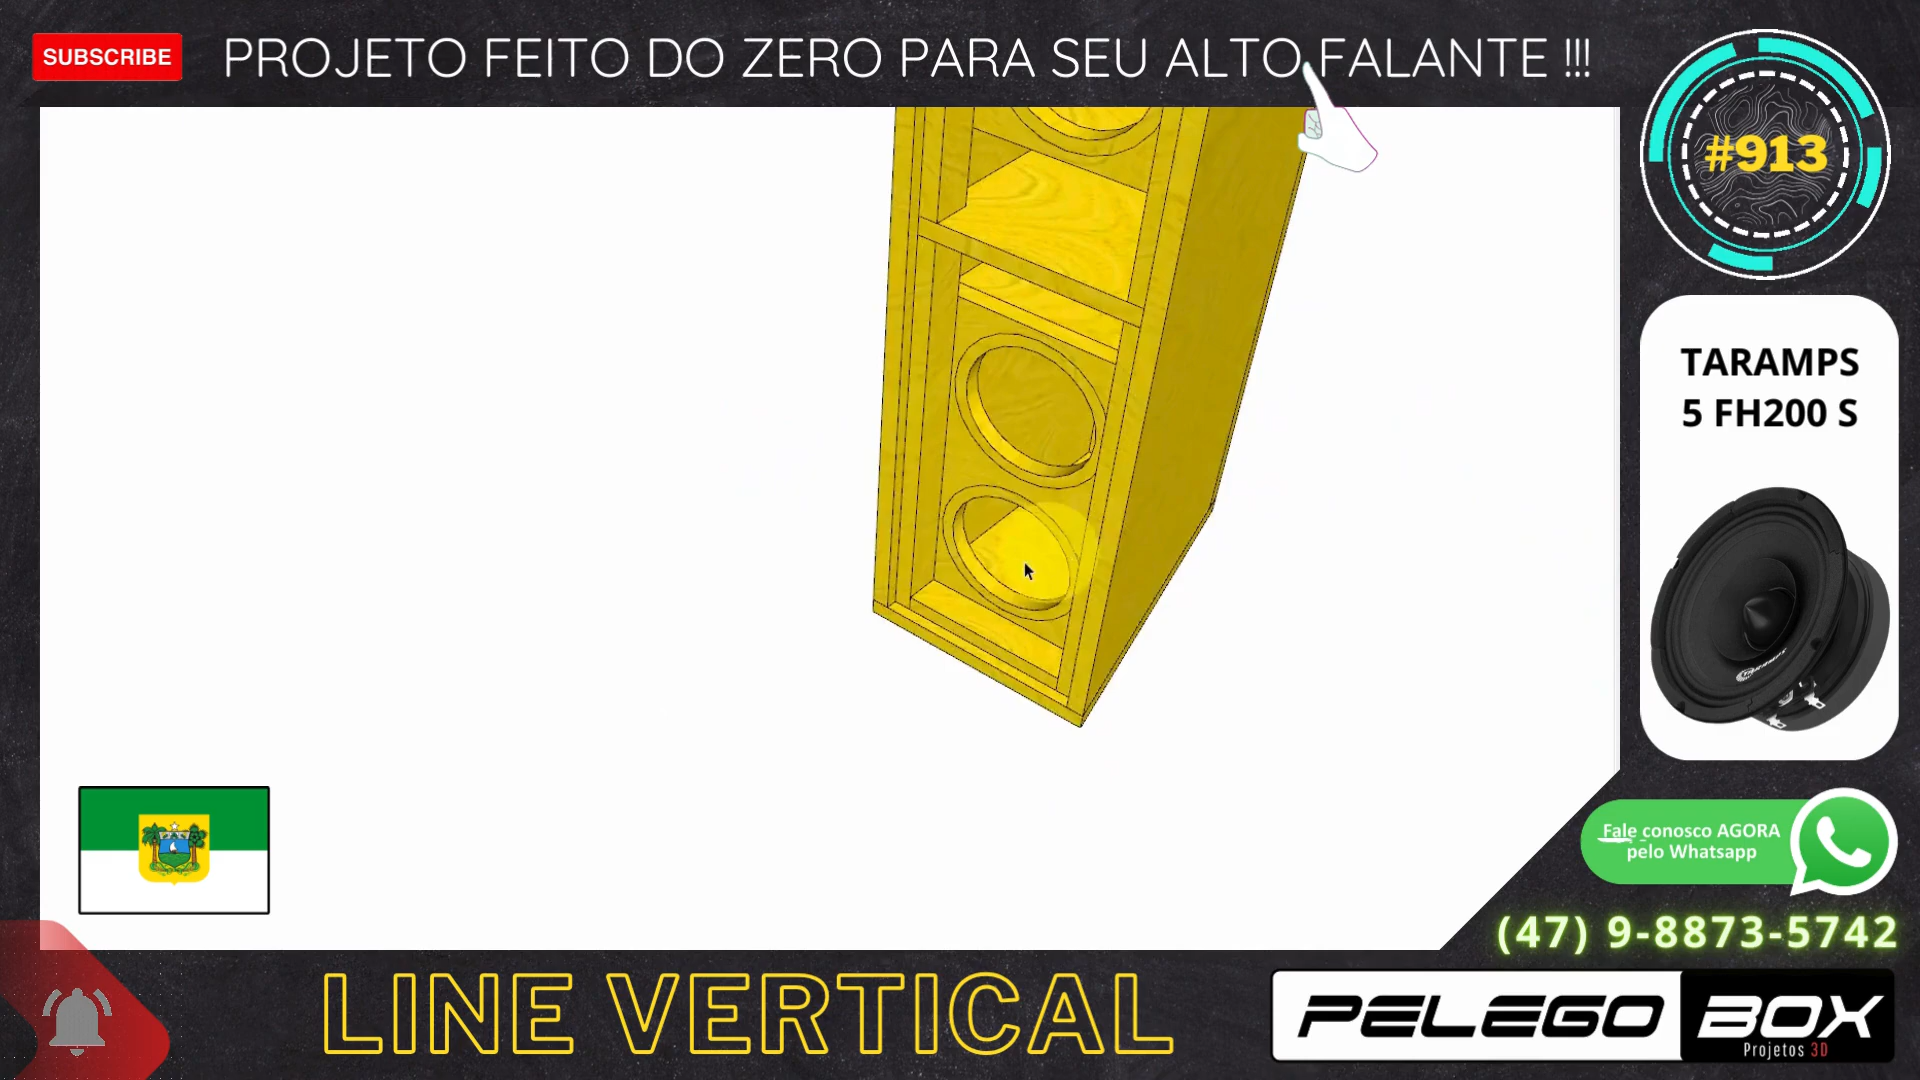 SUBSCRIBE
PROJETO FEITO DO ZERO PARA SEU ALTO FALANTE !!!
#913
TARAMPS
5 FH200 S
Fale conosco AGORA
pelo Whatsapp
(47) 9-8873-5742
LINE VERTICAL
PELEGO BOX
Projetos 3D